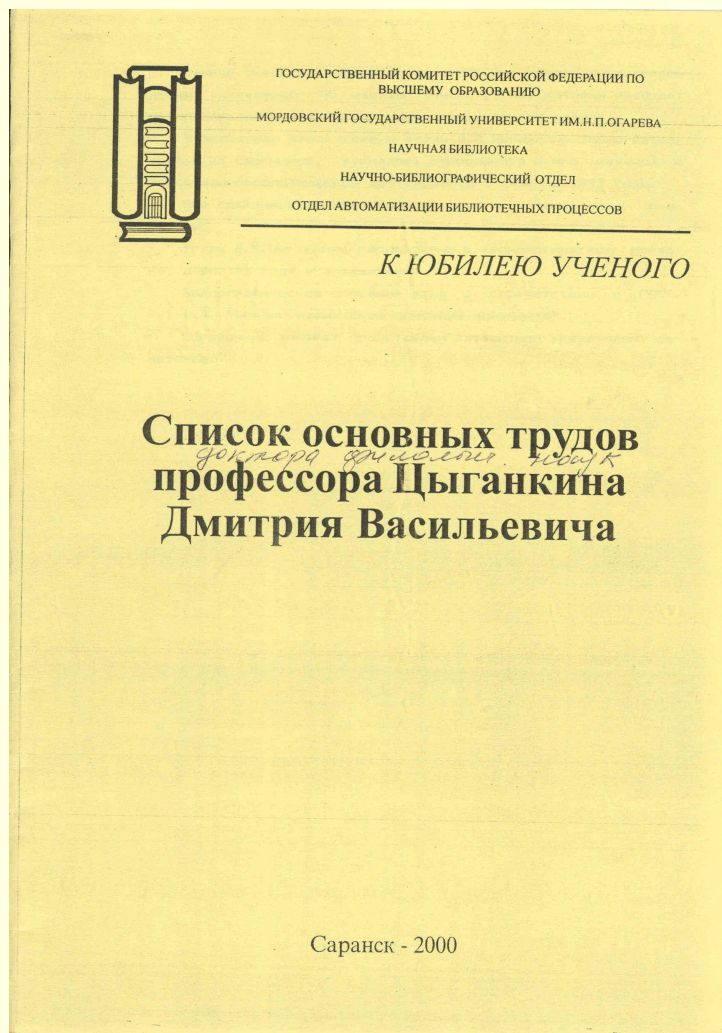 ГОСУДАРСТВЕННЫЙ КОМИТЕТ РОССИЙСКОЙ ФЕДЕРАЦИИ ПО
ВЫСШЕМУ ОБРАЗОВАНИЮ
МОРДОВСКИЙ ГОСУДАРСТВЕННЫЙ УНИВЕРСИТЕТ ИМ.Н.П.ОГАРЕВА
НАУЧНАЯ БИБЛИОТЕКА
НАУЧНО-БИБЛИОГРАФИЧЕСКИЙ ОТДЕЛ
ОТДЕЛ АВТОМАТИЗАЦИИ БИБЛИОТЕЧНЫХ ПРОЦЕССОВ
К ЮБИЛЕЮ УЧЕНОГО
Список основных трудов
доктора филологич. наук
профессора Цыганкина
Дмитрия Васильевича
Саранск - 2000